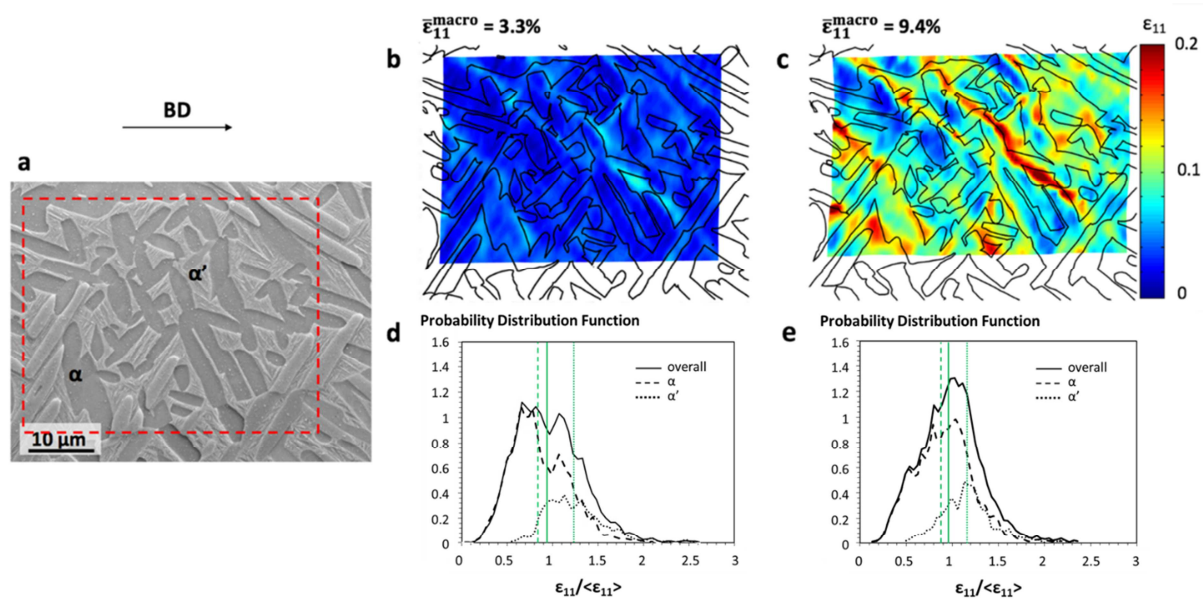 ε̄₁₁ᵐᵃᶜʳᵒ = 3.3%
ε̄₁₁ᵐᵃᶜʳᵒ = 9.4%
ε₁₁
b
c
0.2
0.1
0
BD
a
α'
α
10 µm
d Probability Distribution Function
1.6
1.4
1.2
1
0.8
0.6
0.4
0.2
0
overall
α
α'
0 0.5 1 1.5 2 2.5 3
ε₁₁/<ε₁₁>
e Probability Distribution Function
1.6
1.4
1.2
1
0.8
0.6
0.4
0.2
0
overall
α
α'
0 0.5 1 1.5 2 2.5 3
ε₁₁/<ε₁₁>